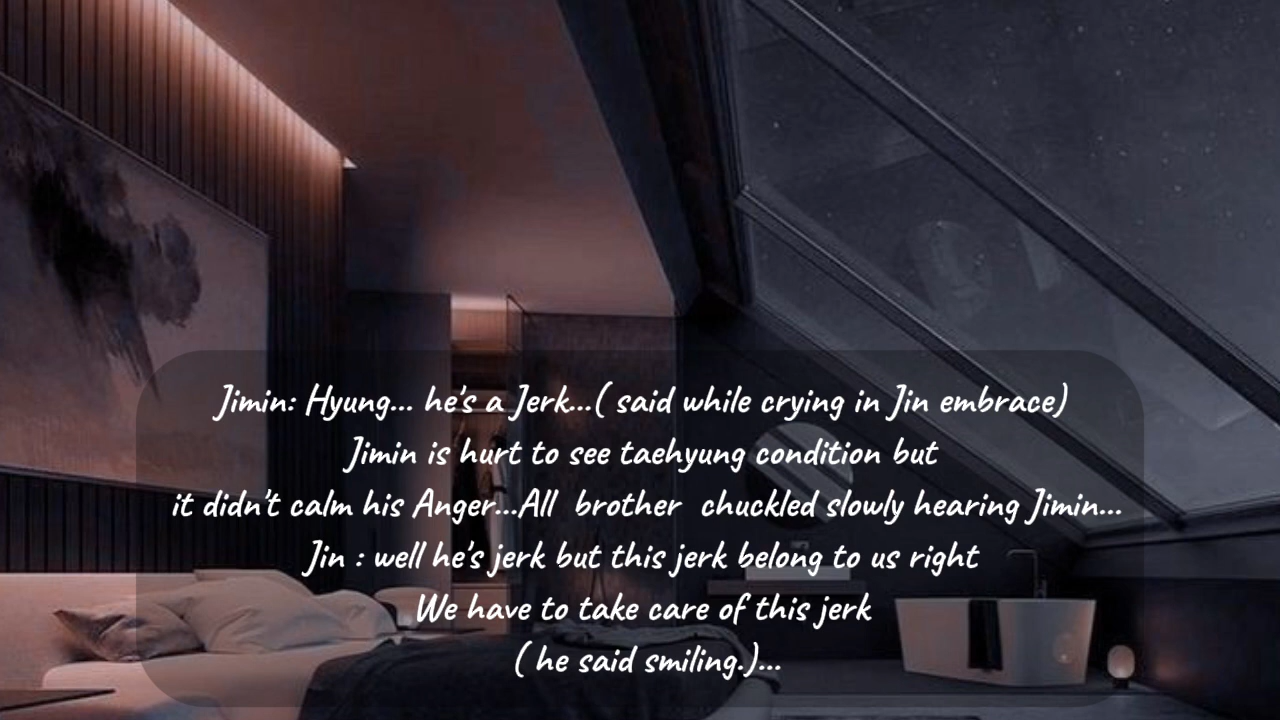 Jimin: Hyung... he's a Jerk...( said while crying in Jin embrace)
Jimin is hurt to see taehyung condition but
it didn't calm his Anger...All brother chuckled slowly hearing Jimin...
Jin : well he's jerk but this jerk belong to us right
We have to take care of this jerk
( he said smiling.)...